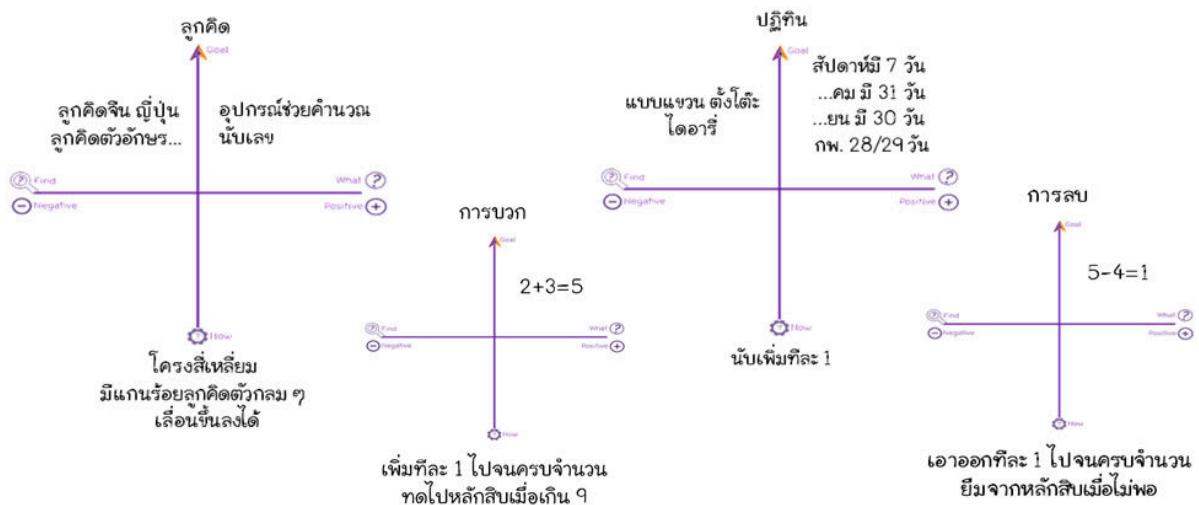 ลูกคิด
Goal
ลูกคิดจีน ญี่ปุ่น
ลูกคิดตัวอักษร...
อุปกรณ์ช่วยคำนวณ
นับเลข
Find
What
Negative
Positive
Now
โครงสี่เหลี่ยม
มีแกนร้อยลูกคิดตัวกลม ๆ
เลื่อนขึ้นลงได้
การบวก
Goal
2+3=5
Find
What
Negative
Positive
Now
เพิ่มทีละ 1 ไปจนครบจำนวน
ทดไปหลักสิบเมื่อเกิน 9
ปฏิทิน
Goal
แบบแขวน ตั้งโต๊ะ
ไดอารี่
สัปดาห์มี 7 วัน
...คม มี 31 วัน
...ยน มี 30 วัน
กพ. 28/29 วัน
Find
What
Negative
Positive
Now
นับเพิ่มทีละ 1
การลบ
Goal
5-4=1
Find
What
Negative
Positive
Now
เอาออกทีละ 1 ไปจนครบจำนวน
ยืมจากหลักสิบเมื่อไม่พอ